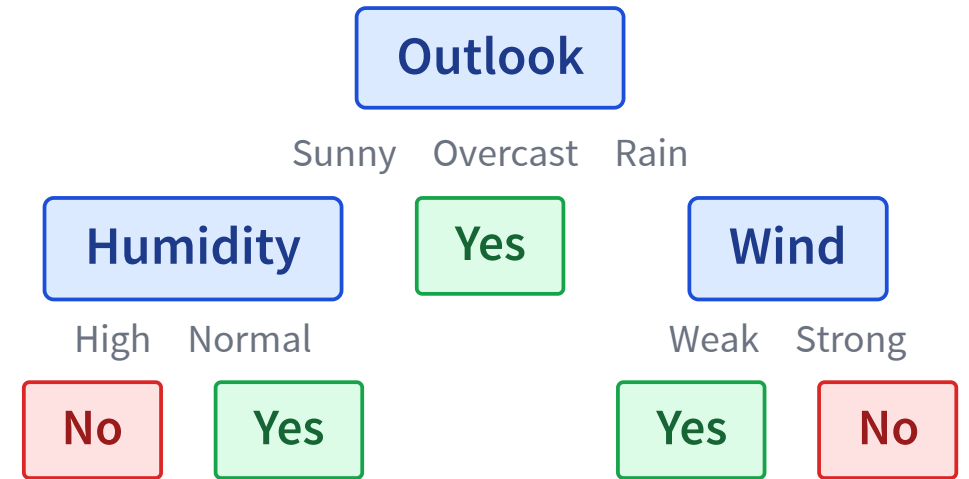 Outlook
Sunny Overcast Rain
Humidity Yes Wind
High Normal Weak Strong
No Yes Yes No